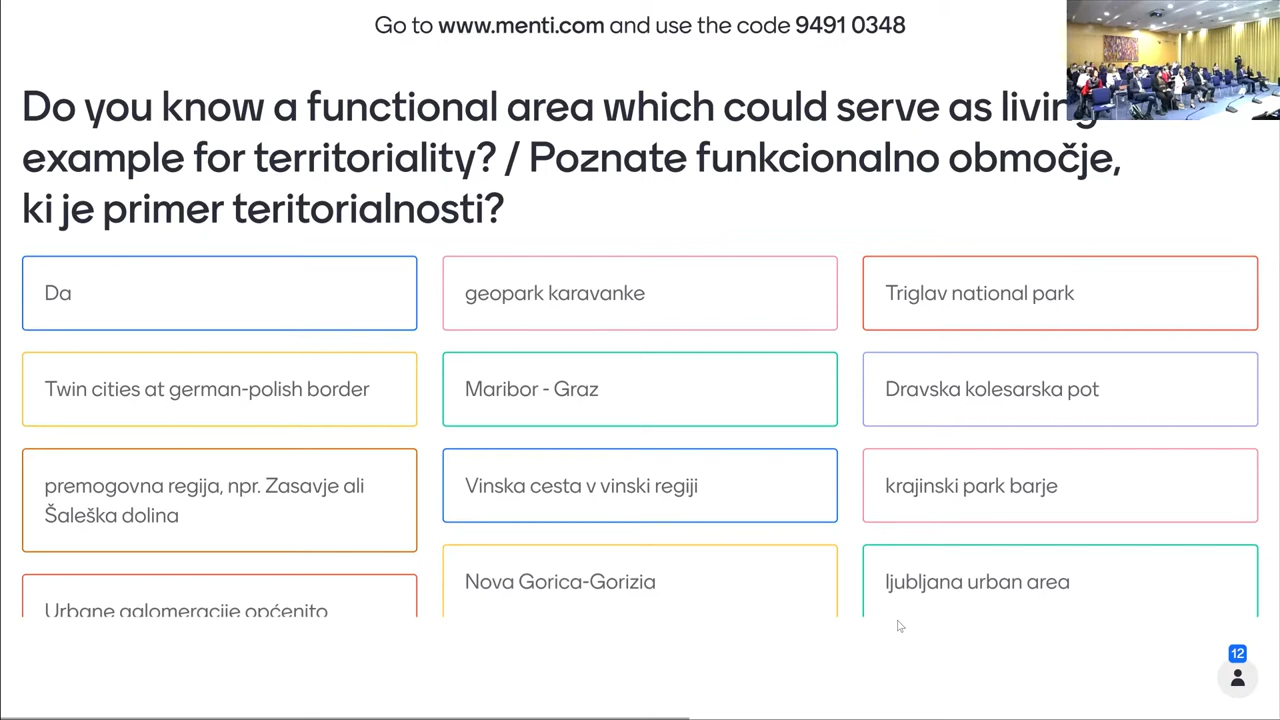 Go to www.menti.com and use the code 9491 0348
Do you know a functional area which could serve as living
example for territoriality? / Poznate funkcionalno območje,
ki je primer teritorialnosti?
Da
geopark karavanke
Triglav national park
Twin cities at german-polish border
Maribor - Graz
Dravska kolesarska pot
premogovna regija, npr. Zasavje ali
Šaleška dolina
Vinska cesta v vinski regiji
krajinski park barje
Urbane aglomeracije općenito
Nova Gorica-Gorizia
ljubljana urban area
12